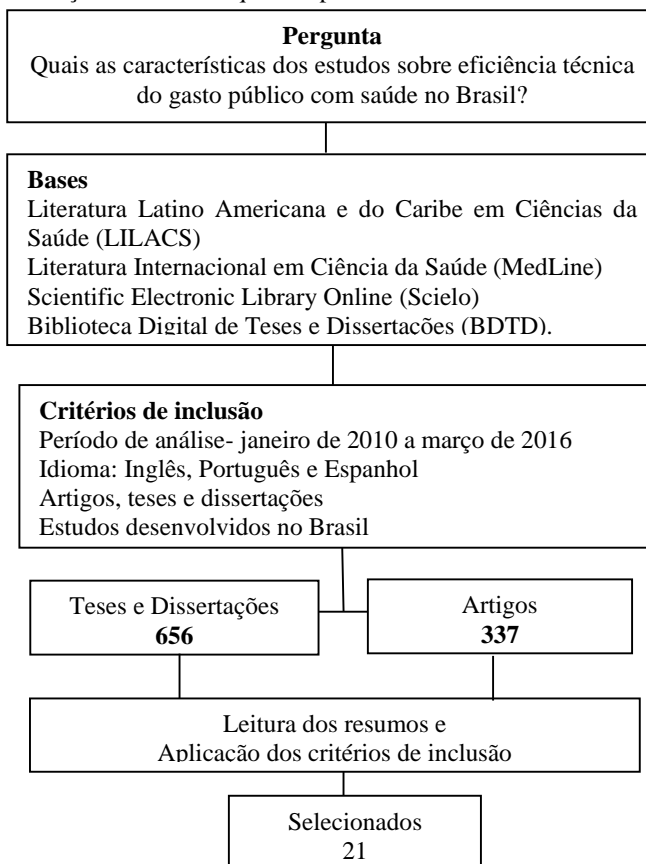 Pergunta
Quais as características dos estudos sobre eficiência técnica
do gasto público com saúde no Brasil?
Bases
Literatura Latino Americana e do Caribe em Ciências da
Saúde (LILACS)
Literatura Internacional em Ciência da Saúde (MedLine)
Scientific Electronic Library Online (Scielo)
Biblioteca Digital de Teses e Dissertações (BDTD).
Critérios de inclusão
Período de análise- janeiro de 2010 a março de 2016
Idioma: Inglês, Português e Espanhol
Artigos, teses e dissertações
Estudos desenvolvidos no Brasil
Teses e Dissertações
656
Artigos
337
Leitura dos resumos e
Aplicação dos critérios de inclusão
Selecionados
21